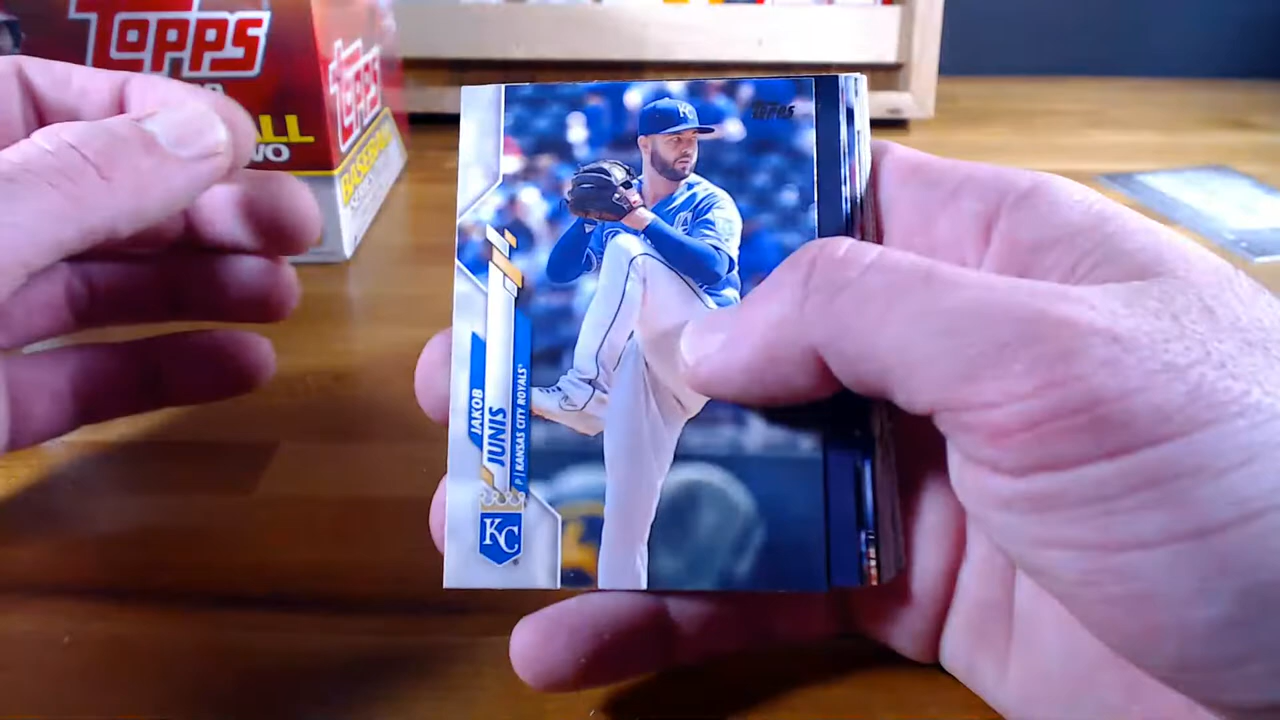 TOPPS
TOPPS
BASEBALL
TOPPS
KC
JAKOB
JUNIS
P | KANSAS CITY ROYALS®
KC